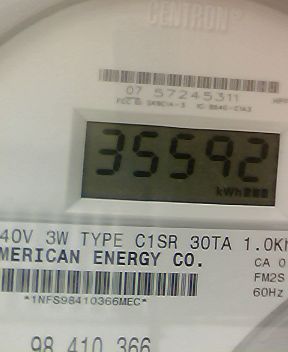 CENTRON®
07 57245311
35592
kWh
40V 3W TYPE C1SR 30TA 1.0K
MERICAN ENERGY CO.
CA 0
FM2S
60Hz
*1NFS98410366MEC*
98 410 366